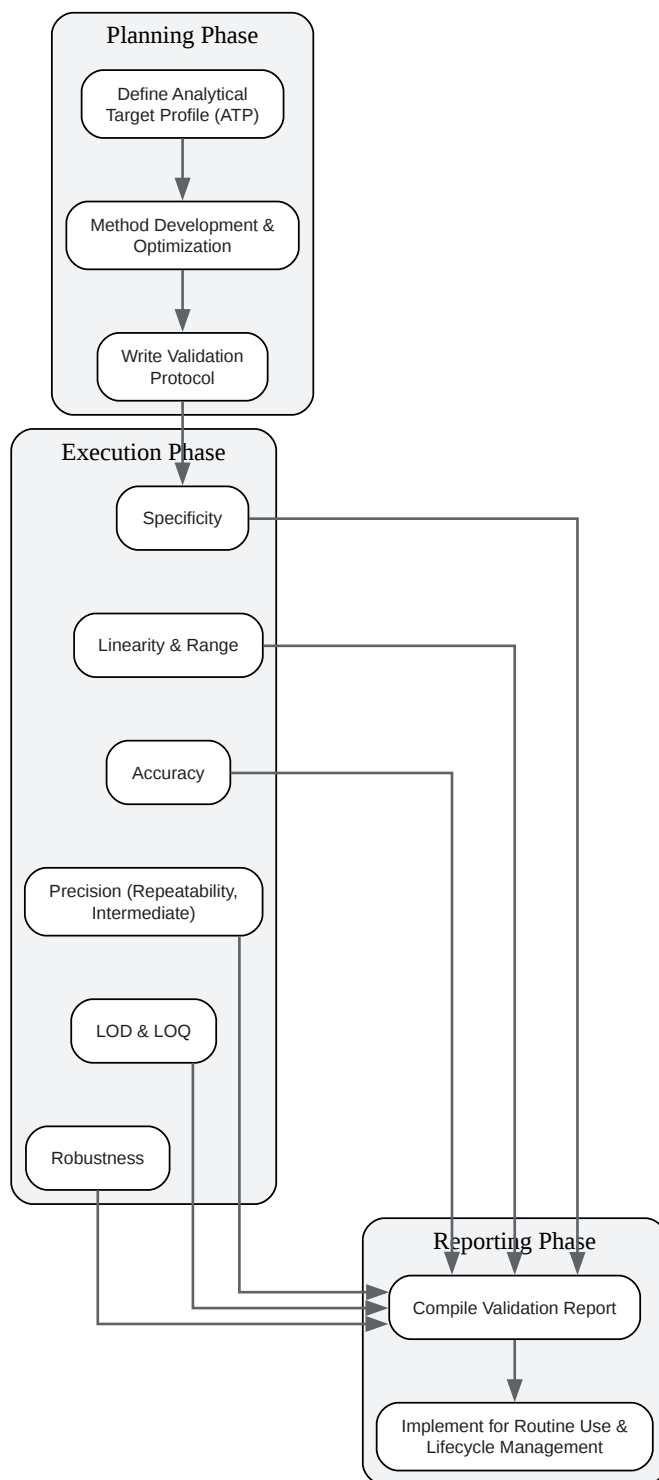 Planning Phase
Define Analytical
Target Profile (ATP)
Method Development &
Optimization
Write Validation
Protocol
Execution Phase
Specificity
Linearity & Range
Accuracy
Precision (Repeatability,
Intermediate)
LOD & LOQ
Robustness
Reporting Phase
Compile Validation Report
Implement for Routine Use &
Lifecycle Management